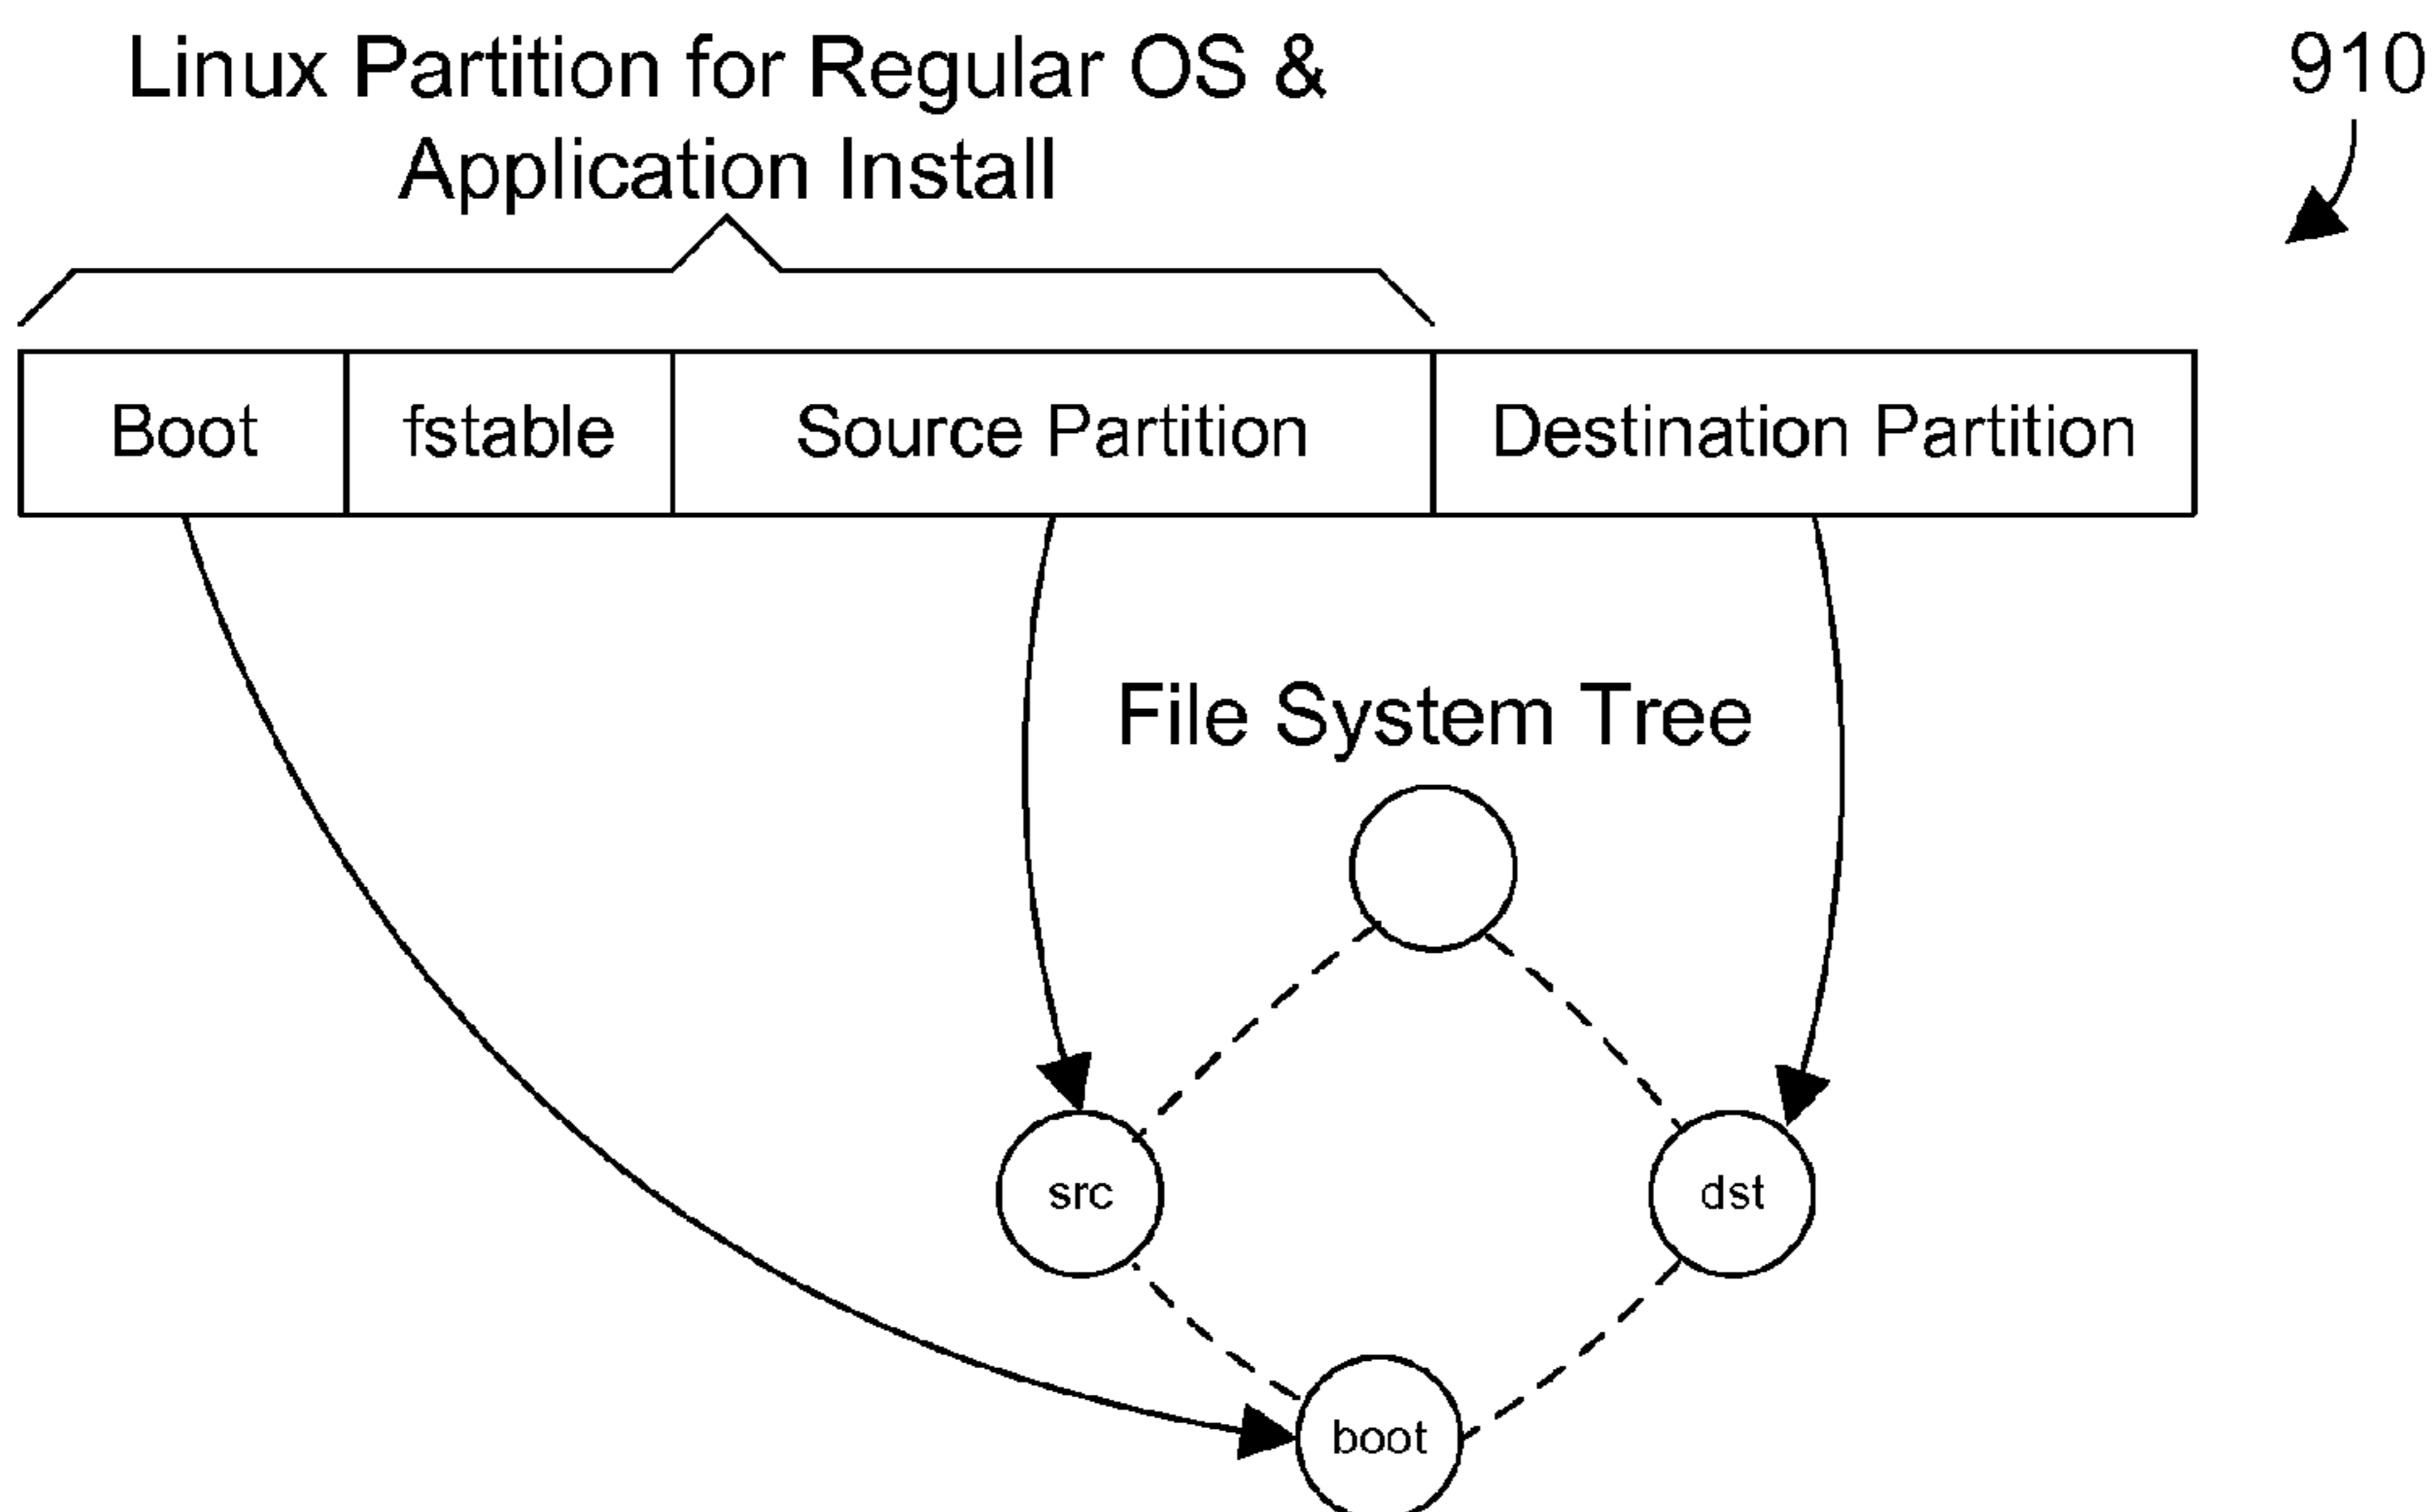 Linux Partition for Regular OS &
Application Install
910
Boot
fstable
Source Partition
Destination Partition
File System Tree
src
dst
boot